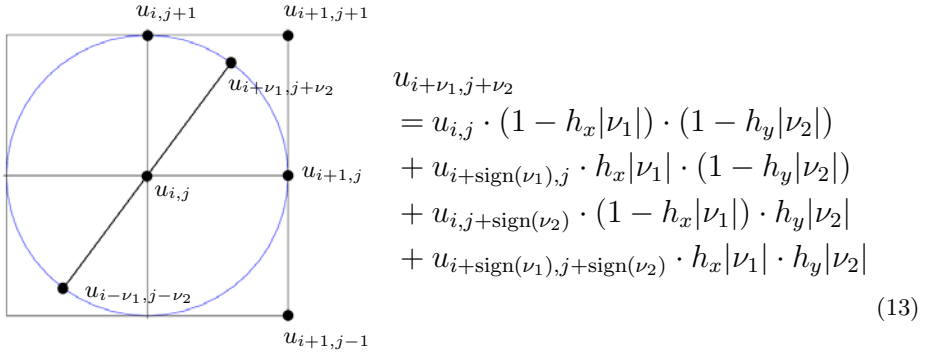 u_{i,j+1} u_{i+1,j+1}
u_{i+ν_1,j+ν_2}
u_{i+1,j}
u_{i,j}
u_{i-ν_1,j-ν_2}
u_{i+1,j-1}
u_{i+ν_1,j+ν_2}
= u_{i,j} · (1 − h_x|ν_1|) · (1 − h_y|ν_2|)
+ u_{i+sign(ν_1),j} · h_x|ν_1| · (1 − h_y|ν_2|)
+ u_{i,j+sign(ν_2)} · (1 − h_x|ν_1|) · h_y|ν_2|
+ u_{i+sign(ν_1),j+sign(ν_2)} · h_x|ν_1| · h_y|ν_2|
(13)